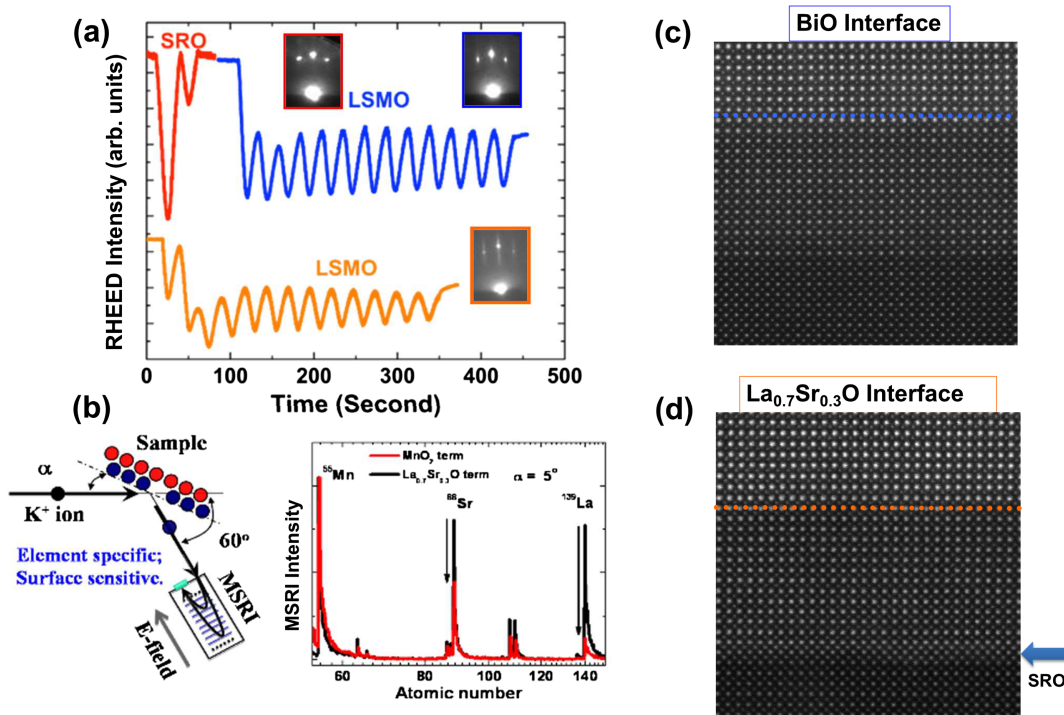 (a)
SRO
LSMO
LSMO
RHEED Intensity (arb. units)
0 100 200 300 400 500
Time (Second)
(b)
Sample
α
K⁺ ion
60°
Element specific;
Surface sensitive.
MSRI
E-field
MnO₂ term
La₀.₇Sr₀.₃O term
α = 5°
⁵⁵Mn
⁸⁸Sr
¹³⁹La
MSRI Intensity
60 80 100 120 140
Atomic number
(c)
BiO Interface
(d)
La₀.₇Sr₀.₃O Interface
SRO